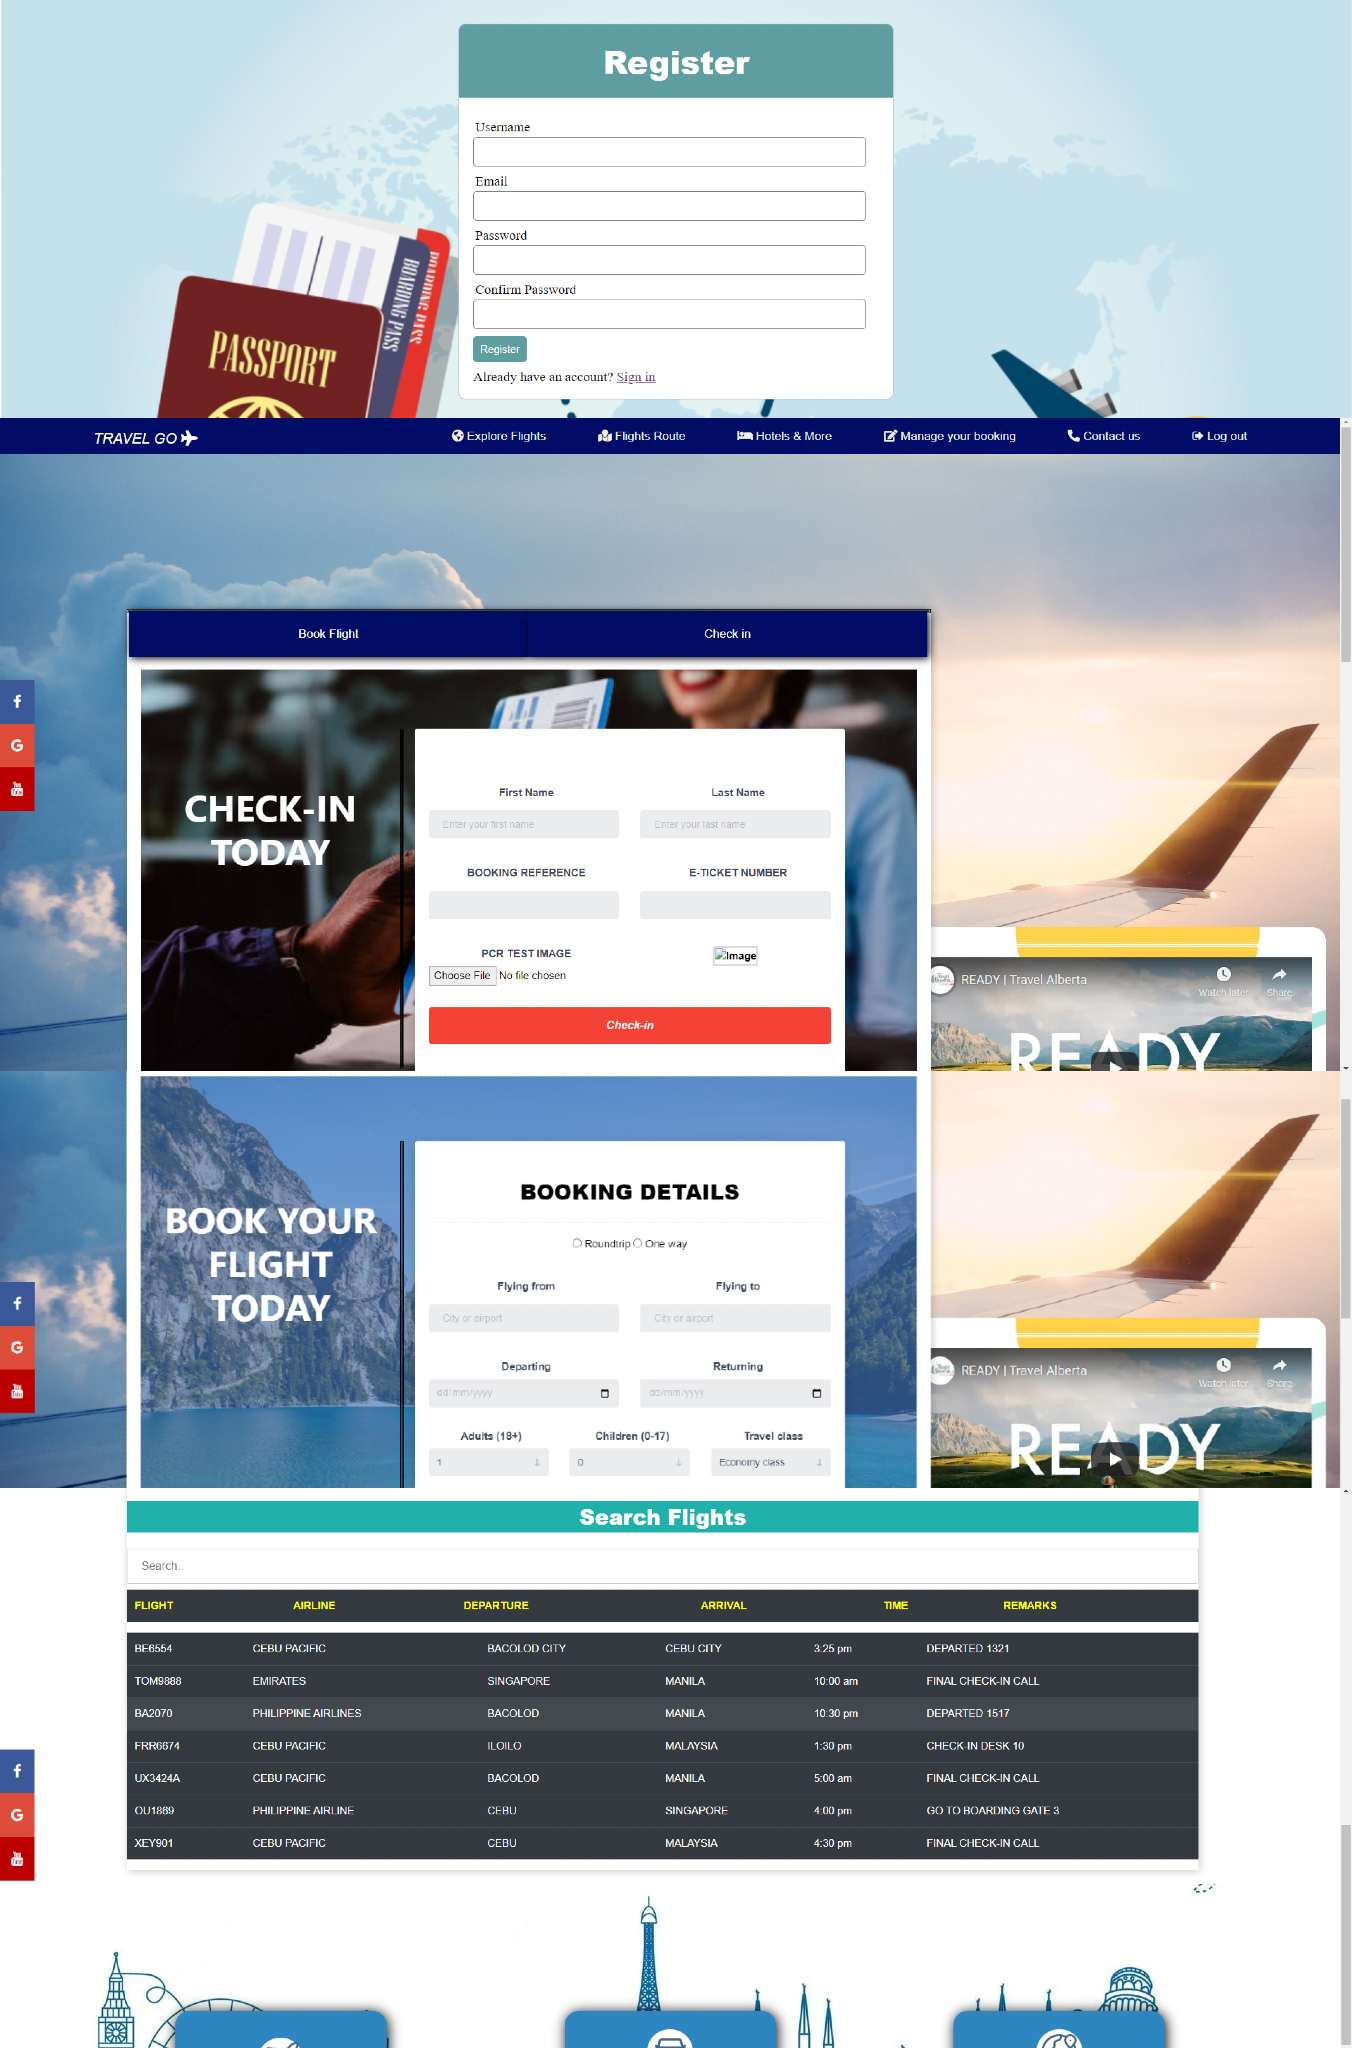 Register
Username
Email
Password
Confirm Password
Register
Already have an account? Sign in
PASSPORT
BOARDING PASS
BOARDING PASS
TRAVEL GO
Explore Flights
Flights Route
Hotels & More
Manage your booking
Contact us
Log out
Book Flight
Check in
CHECK-IN
TODAY
First Name
Last Name
Enter your first name
Enter your last name
BOOKING REFERENCE
E-TICKET NUMBER
PCR TEST IMAGE
Image
Choose File No file chosen
Check-in
READY | Travel Alberta
Watch later
Share
READY
BOOK YOUR
FLIGHT
TODAY
BOOKING DETAILS
Roundtrip One way
Flying from
Flying to
City or airport
City or airport
Departing
Returning
dd/mm/yyyy
dd/mm/yyyy
Adults (18+)
Children (0-17)
Travel class
1
0
Economy class
READY | Travel Alberta
Watch later
Share
READY
Search Flights
Search..
FLIGHT AIRLINE DEPARTURE ARRIVAL TIME REMARKS
BE6554 CEBU PACIFIC BACOLOD CITY CEBU CITY 3:25 pm DEPARTED 1321
TOM9888 EMIRATES SINGAPORE MANILA 10:00 am FINAL CHECK-IN CALL
BA2070 PHILIPPINE AIRLINES BACOLOD MANILA 10:30 pm DEPARTED 1517
FRR6674 CEBU PACIFIC ILOILO MALAYSIA 1:30 pm CHECK-IN DESK 10
UX3424A CEBU PACIFIC BACOLOD MANILA 5:00 am FINAL CHECK-IN CALL
OU1869 PHILIPPINE AIRLINE CEBU SINGAPORE 4:00 pm GO TO BOARDING GATE 3
XEY901 CEBU PACIFIC CEBU MALAYSIA 4:30 pm FINAL CHECK-IN CALL